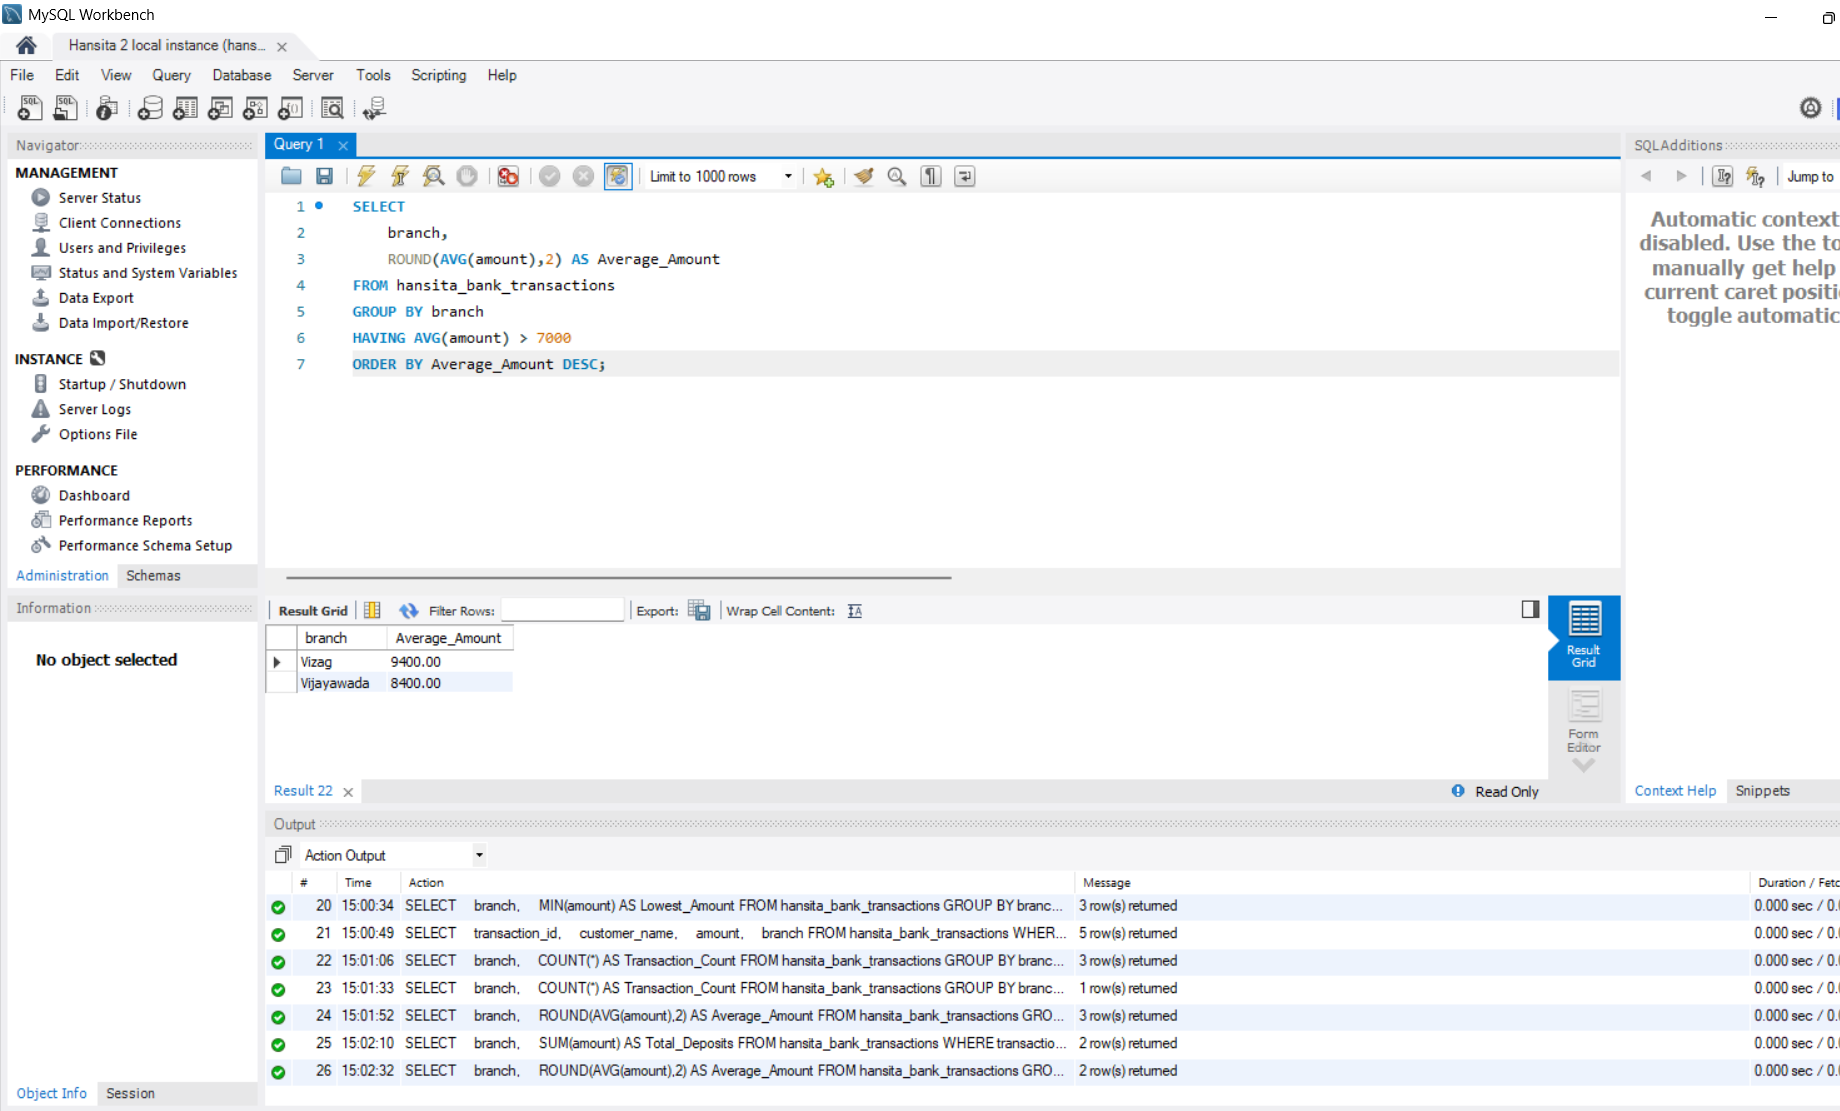 MySQL Workbench
Hansita 2 local instance (hans...
File Edit View Query Database Server Tools Scripting Help
Navigator
MANAGEMENT
Server Status
Client Connections
Users and Privileges
Status and System Variables
Data Export
Data Import/Restore
INSTANCE
Startup / Shutdown
Server Logs
Options File
PERFORMANCE
Dashboard
Performance Reports
Performance Schema Setup
Administration Schemas
Information
No object selected
Object Info Session
Query 1
Limit to 1000 rows
1 SELECT
2 branch,
3 ROUND(AVG(amount),2) AS Average_Amount
4 FROM hansita_bank_transactions
5 GROUP BY branch
6 HAVING AVG(amount) > 7000
7 ORDER BY Average_Amount DESC;
Result Grid Filter Rows: Export: Wrap Cell Content:
branch Average_Amount
Vizag 9400.00
Vijayawada 8400.00
Result Grid
Form Editor
Result 22 Read Only
SQLAdditions
Jump to
Automatic context
disabled. Use the to
manually get help
current caret positi
toggle automatic
Context Help Snippets
Output
Action Output
# Time Action Message Duration / Fetc
20 15:00:34 SELECT branch, MIN(amount) AS Lowest_Amount FROM hansita_bank_transactions GROUP BY branc... 3 row(s) returned 0.000 sec / 0.0
21 15:00:49 SELECT transaction_id, customer_name, amount, branch FROM hansita_bank_transactions WHER... 5 row(s) returned 0.000 sec / 0.0
22 15:01:06 SELECT branch, COUNT(*) AS Transaction_Count FROM hansita_bank_transactions GROUP BY branc... 3 row(s) returned 0.000 sec / 0.0
23 15:01:33 SELECT branch, COUNT(*) AS Transaction_Count FROM hansita_bank_transactions GROUP BY branc... 1 row(s) returned 0.000 sec / 0.0
24 15:01:52 SELECT branch, ROUND(AVG(amount),2) AS Average_Amount FROM hansita_bank_transactions GRO... 3 row(s) returned 0.000 sec / 0.0
25 15:02:10 SELECT branch, SUM(amount) AS Total_Deposits FROM hansita_bank_transactions WHERE transactio... 2 row(s) returned 0.000 sec / 0.0
26 15:02:32 SELECT branch, ROUND(AVG(amount),2) AS Average_Amount FROM hansita_bank_transactions GRO... 2 row(s) returned 0.000 sec / 0.0